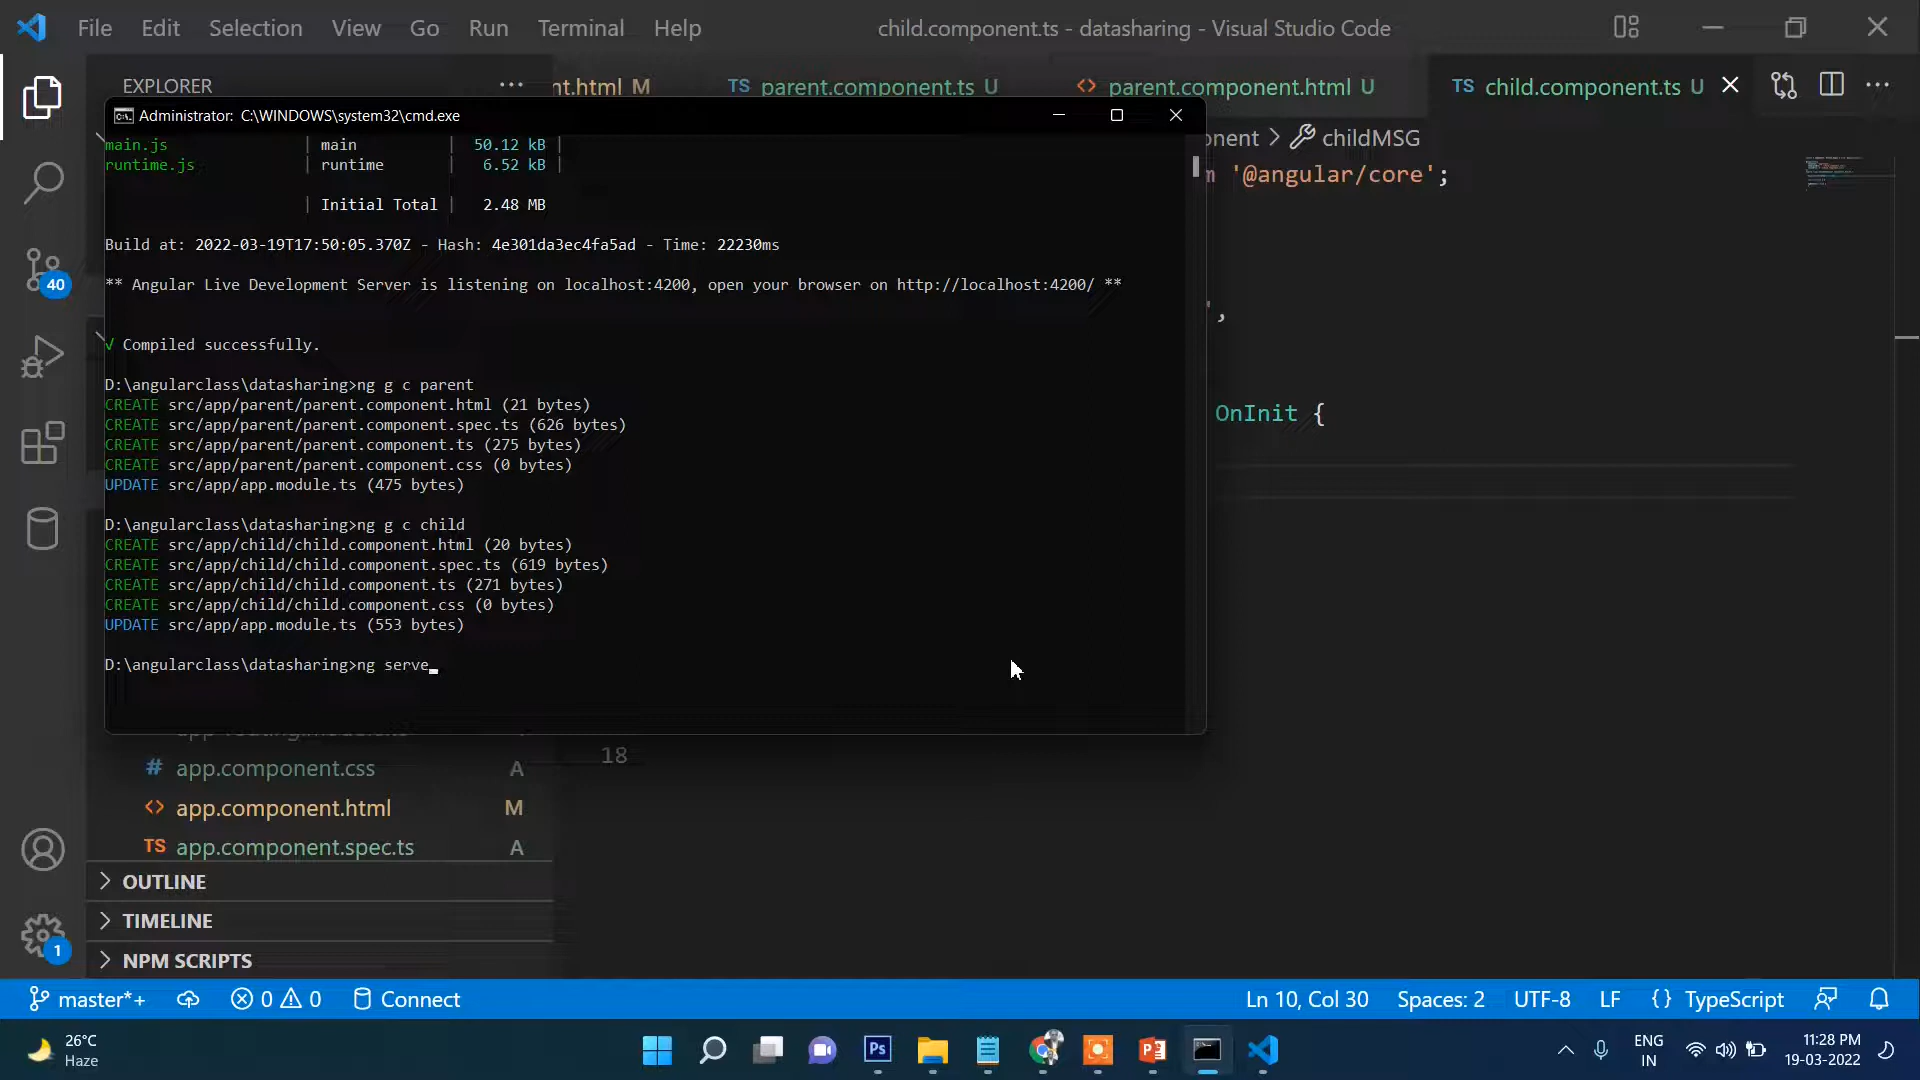 File Edit Selection View Go Run Terminal Help
child.component.ts - datasharing - Visual Studio Code
EXPLORER
nt.html M
TS parent.component.ts U
<> parent.component.html U
TS child.component.ts U
Administrator: C:\WINDOWS\system32\cmd.exe
onent > childMSG
main.js | main | 50.12 kB |
m '@angular/core';
runtime.js | runtime | 6.52 kB |
| Initial Total | 2.48 MB
Build at: 2022-03-19T17:50:05.370Z - Hash: 4e301da3ec4fa5ad - Time: 22230ms
** Angular Live Development Server is listening on localhost:4200, open your browser on http://localhost:4200/ **
',
√ Compiled successfully.
D:\angularclass\datasharing>ng g c parent
CREATE src/app/parent/parent.component.html (21 bytes)
OnInit {
CREATE src/app/parent/parent.component.spec.ts (626 bytes)
CREATE src/app/parent/parent.component.ts (275 bytes)
CREATE src/app/parent/parent.component.css (0 bytes)
UPDATE src/app/app.module.ts (475 bytes)
D:\angularclass\datasharing>ng g c child
CREATE src/app/child/child.component.html (20 bytes)
CREATE src/app/child/child.component.spec.ts (619 bytes)
CREATE src/app/child/child.component.ts (271 bytes)
CREATE src/app/child/child.component.css (0 bytes)
UPDATE src/app/app.module.ts (553 bytes)
D:\angularclass\datasharing>ng serve_
18
# app.component.css A
<> app.component.html M
TS app.component.spec.ts A
OUTLINE
TIMELINE
NPM SCRIPTS
40
1
master*+ 0 0 Connect
Ln 10, Col 30 Spaces: 2 UTF-8 LF {} TypeScript
26°C
Haze
Ps
ENG
IN
11:28 PM
19-03-2022